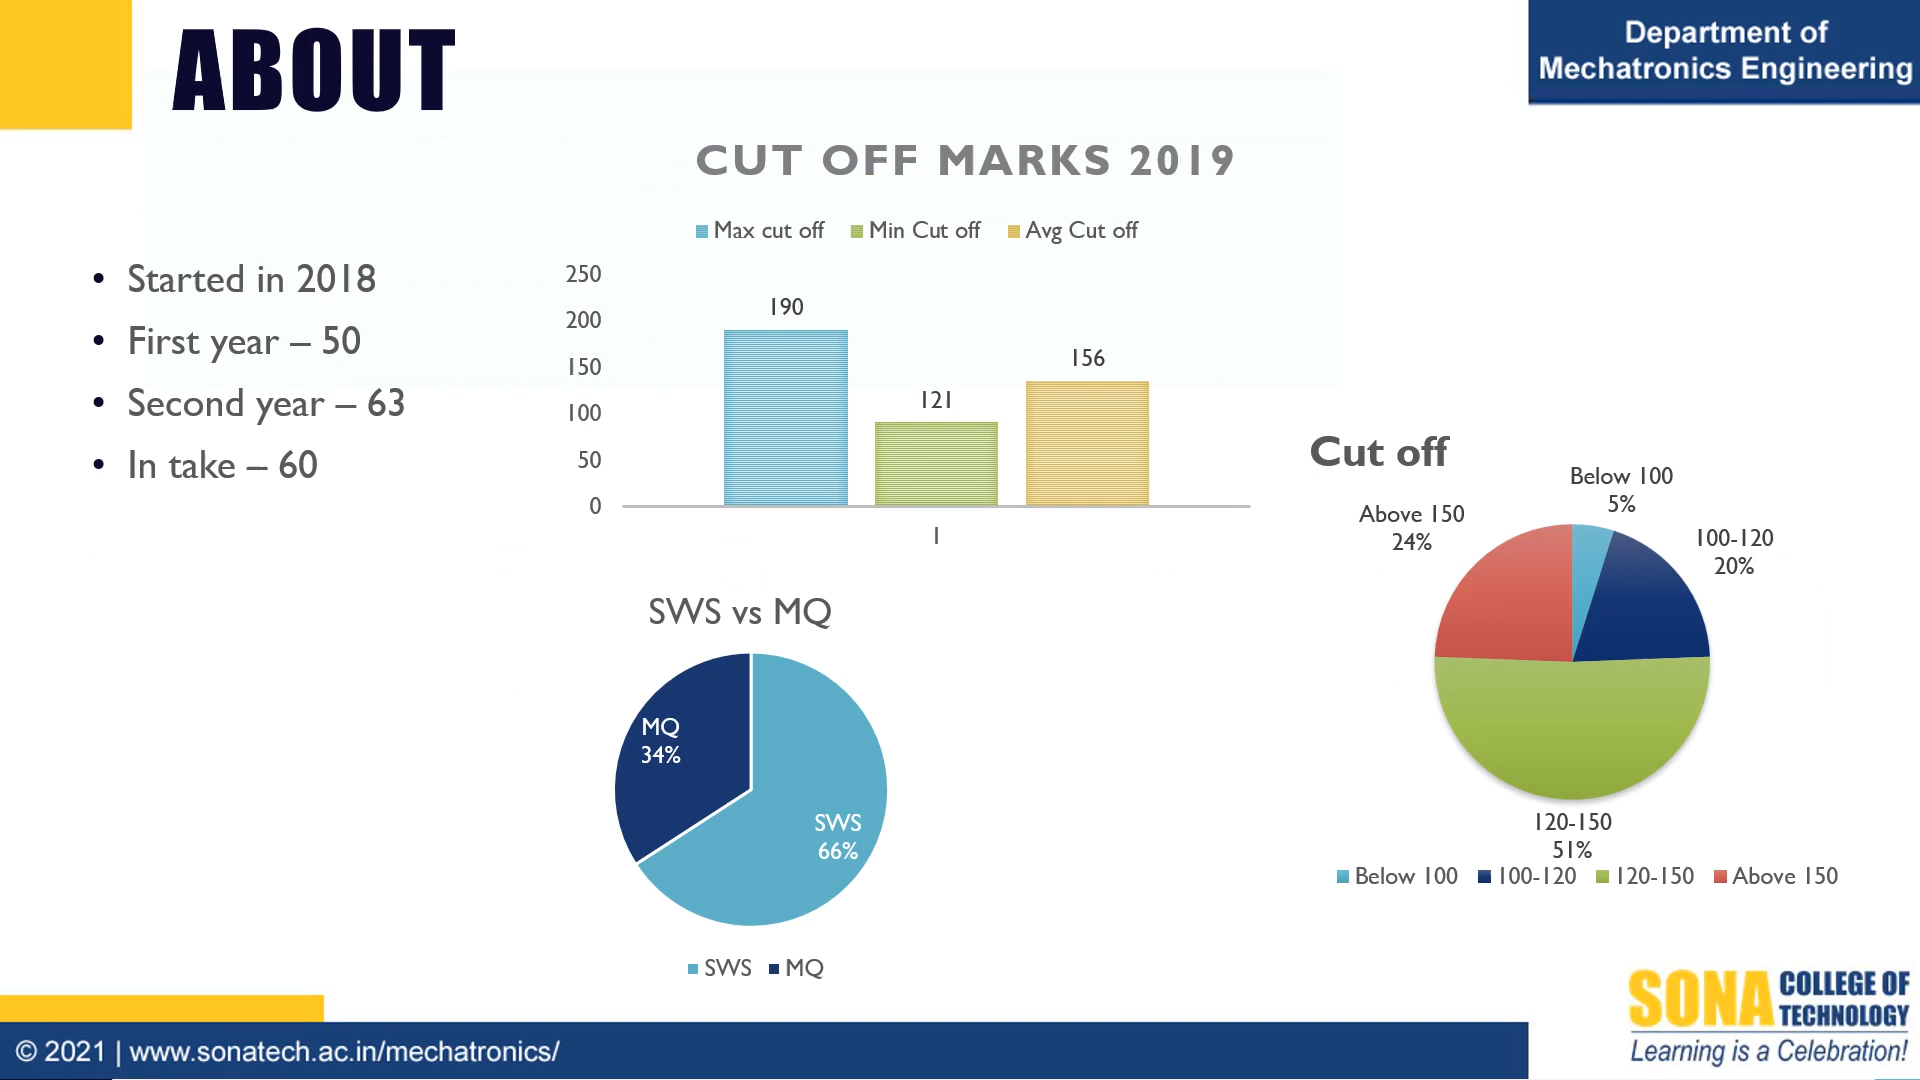 ABOUT
Department of
Mechatronics Engineering
CUT OFF MARKS 2019
Max cut off Min Cut off Avg Cut off
• Started in 2018
• First year – 50
• Second year – 63
• In take – 60
250
200
150
100
50
0
190
121
156
1
SWS vs MQ
MQ
34%
SWS
66%
SWS MQ
Cut off
Below 100
5%
100-120
20%
Above 150
24%
120-150
51%
Below 100 100-120 120-150 Above 150
© 2021 | www.sonatech.ac.in/mechatronics/
SONA COLLEGE OF
TECHNOLOGY
Learning is a Celebration!